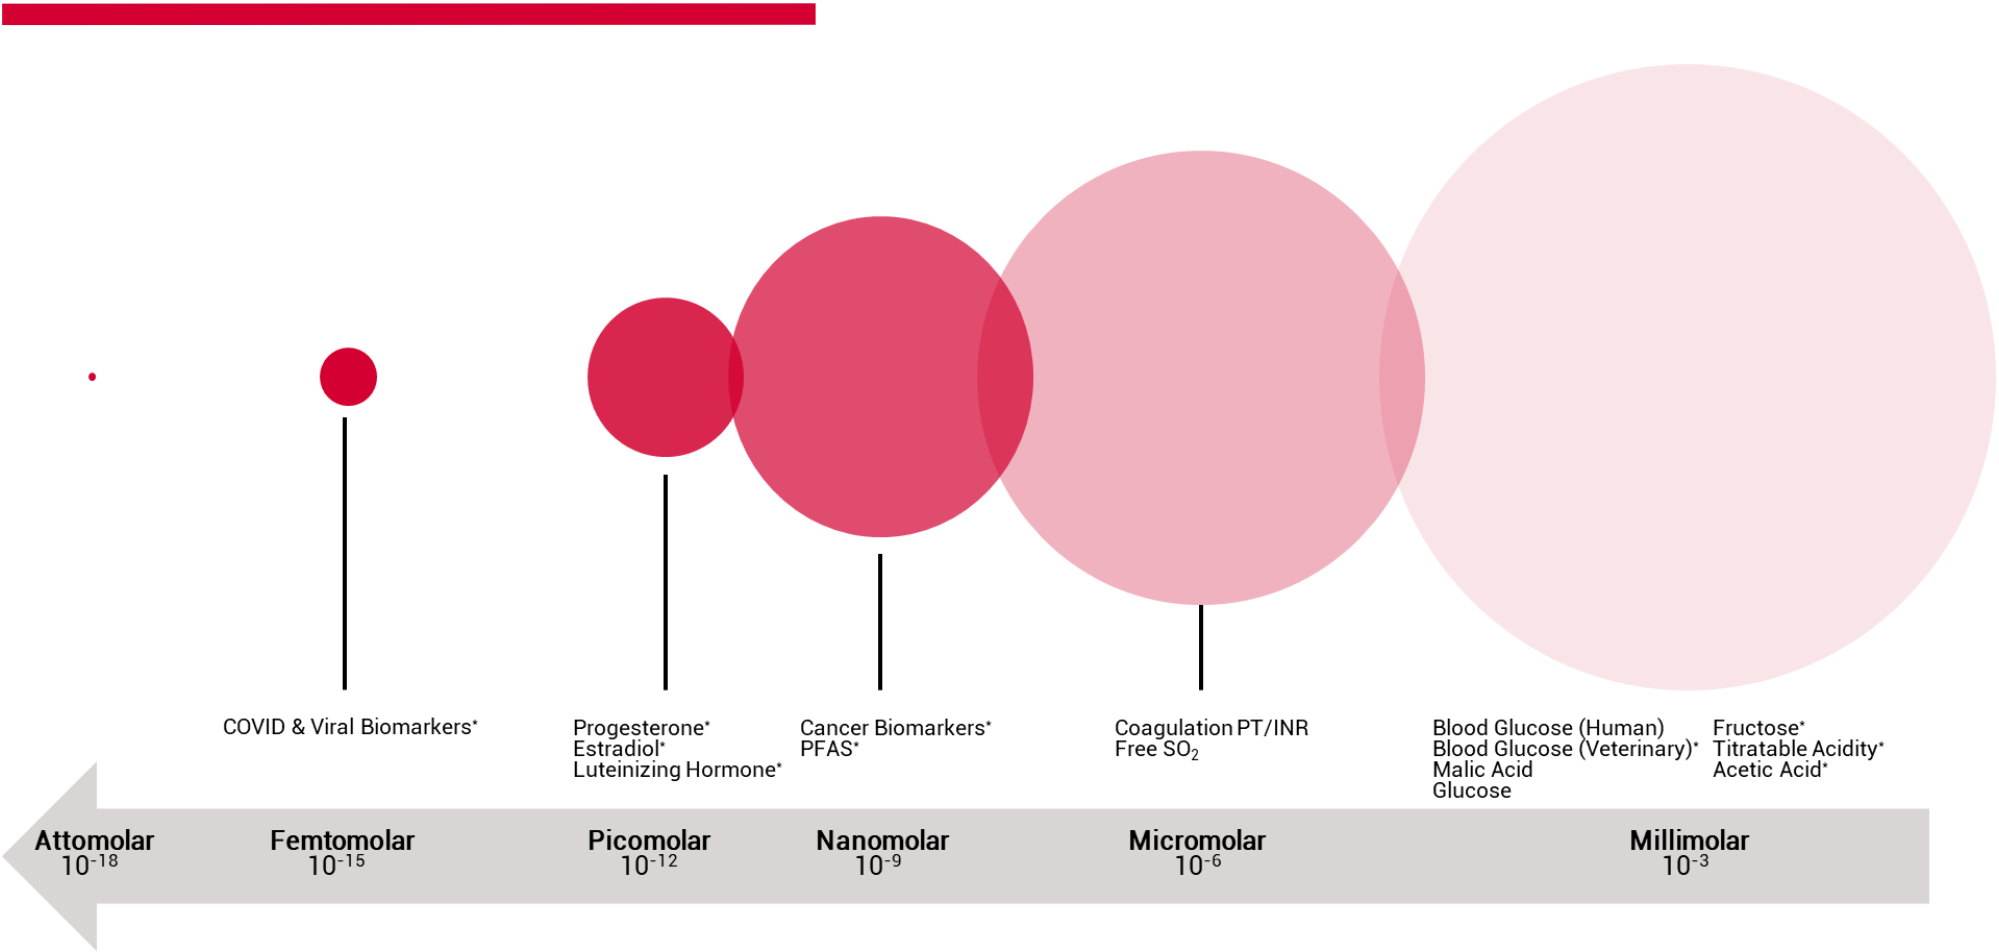 COVID & Viral Biomarkers*
Progesterone*
Estradiol*
Luteinizing Hormone*
Cancer Biomarkers*
PFAS*
Coagulation PT/INR
Free SO₂
Blood Glucose (Human)
Blood Glucose (Veterinary)*
Malic Acid
Glucose
Fructose*
Titratable Acidity*
Acetic Acid*
Attomolar
10⁻¹⁸
Femtomolar
10⁻¹⁵
Picomolar
10⁻¹²
Nanomolar
10⁻⁹
Micromolar
10⁻⁶
Millimolar
10⁻³